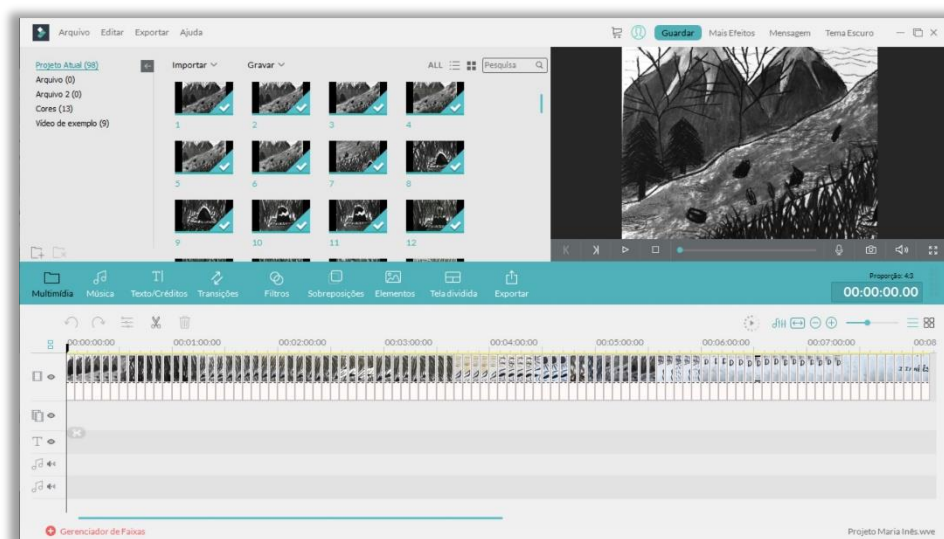 Arquivo Editar Exportar Ajuda
Guardar Mais Efeitos Mensagem Tema Escuro
Projeto Atual (98)
Arquivo (0)
Arquivo 2 (0)
Cores (13)
Vídeo de exemplo (9)
Importar Gravar ALL Pesquisa
1 2 3 4
5 6 7 8
9 10 11 12
Multimídia Música Texto/Créditos Transições Filtros Sobreposições Elementos Tela dividida Exportar
Proporção: 4:3
00:00:00.00
00:00:00:00 00:01:00:00 00:02:00:00 00:03:00:00 00:04:00:00 00:05:00:00 00:06:00:00 00:07:00:00 00:08
T
Gerenciador de Faixas
Projeto Maria Inês.wve